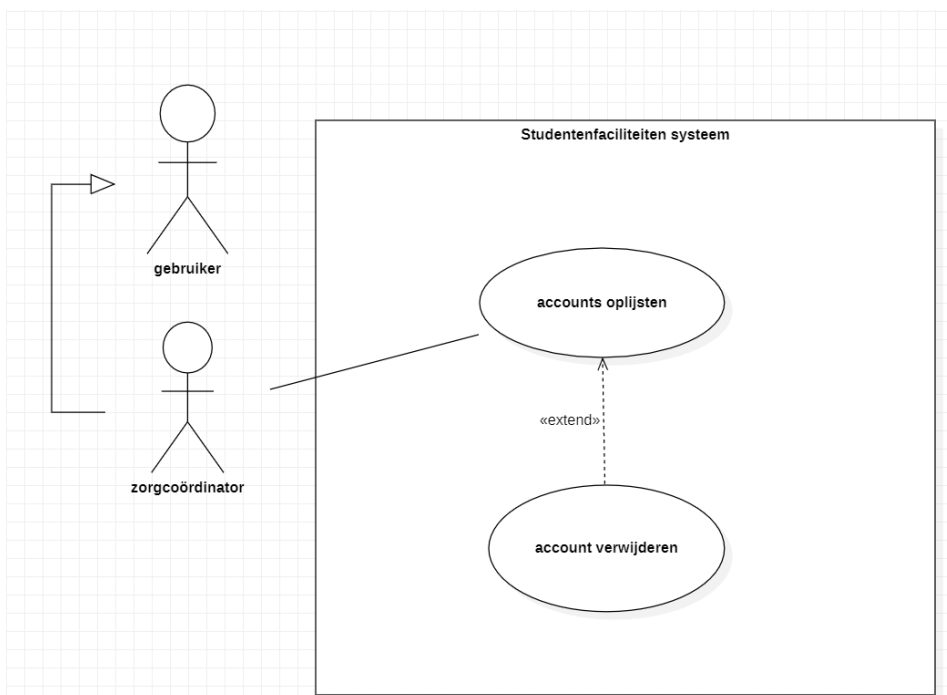 Studentenfaciliteiten systeem
gebruiker
accounts oplijsten
«extend»
zorgcoördinator
account verwijderen